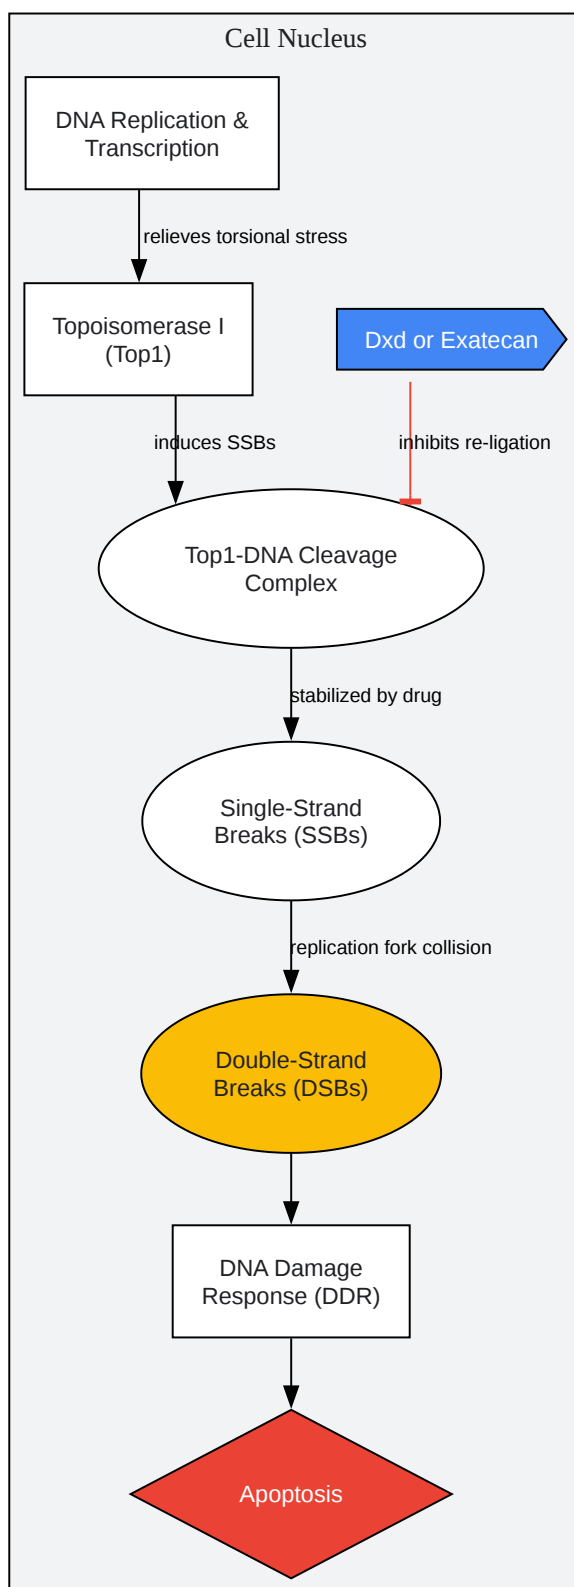 Cell Nucleus
DNA Replication &
Transcription
relieves torsional stress
Topoisomerase I
(Top1)
Dxd or Exatecan
induces SSBs
inhibits re-ligation
Top1-DNA Cleavage
Complex
stabilized by drug
Single-Strand
Breaks (SSBs)
replication fork collision
Double-Strand
Breaks (DSBs)
DNA Damage
Response (DDR)
Apoptosis